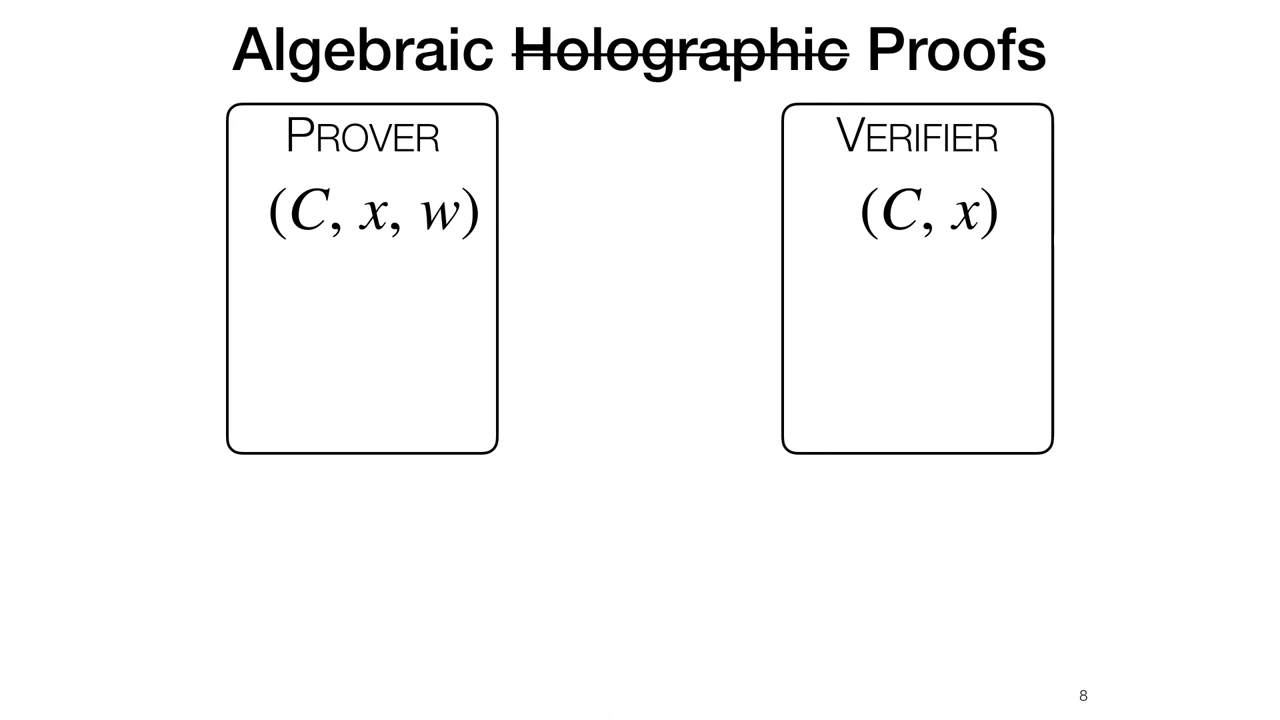 Algebraic Holographic Proofs
PROVER
(C, x, w)
VERIFIER
(C, x)
8